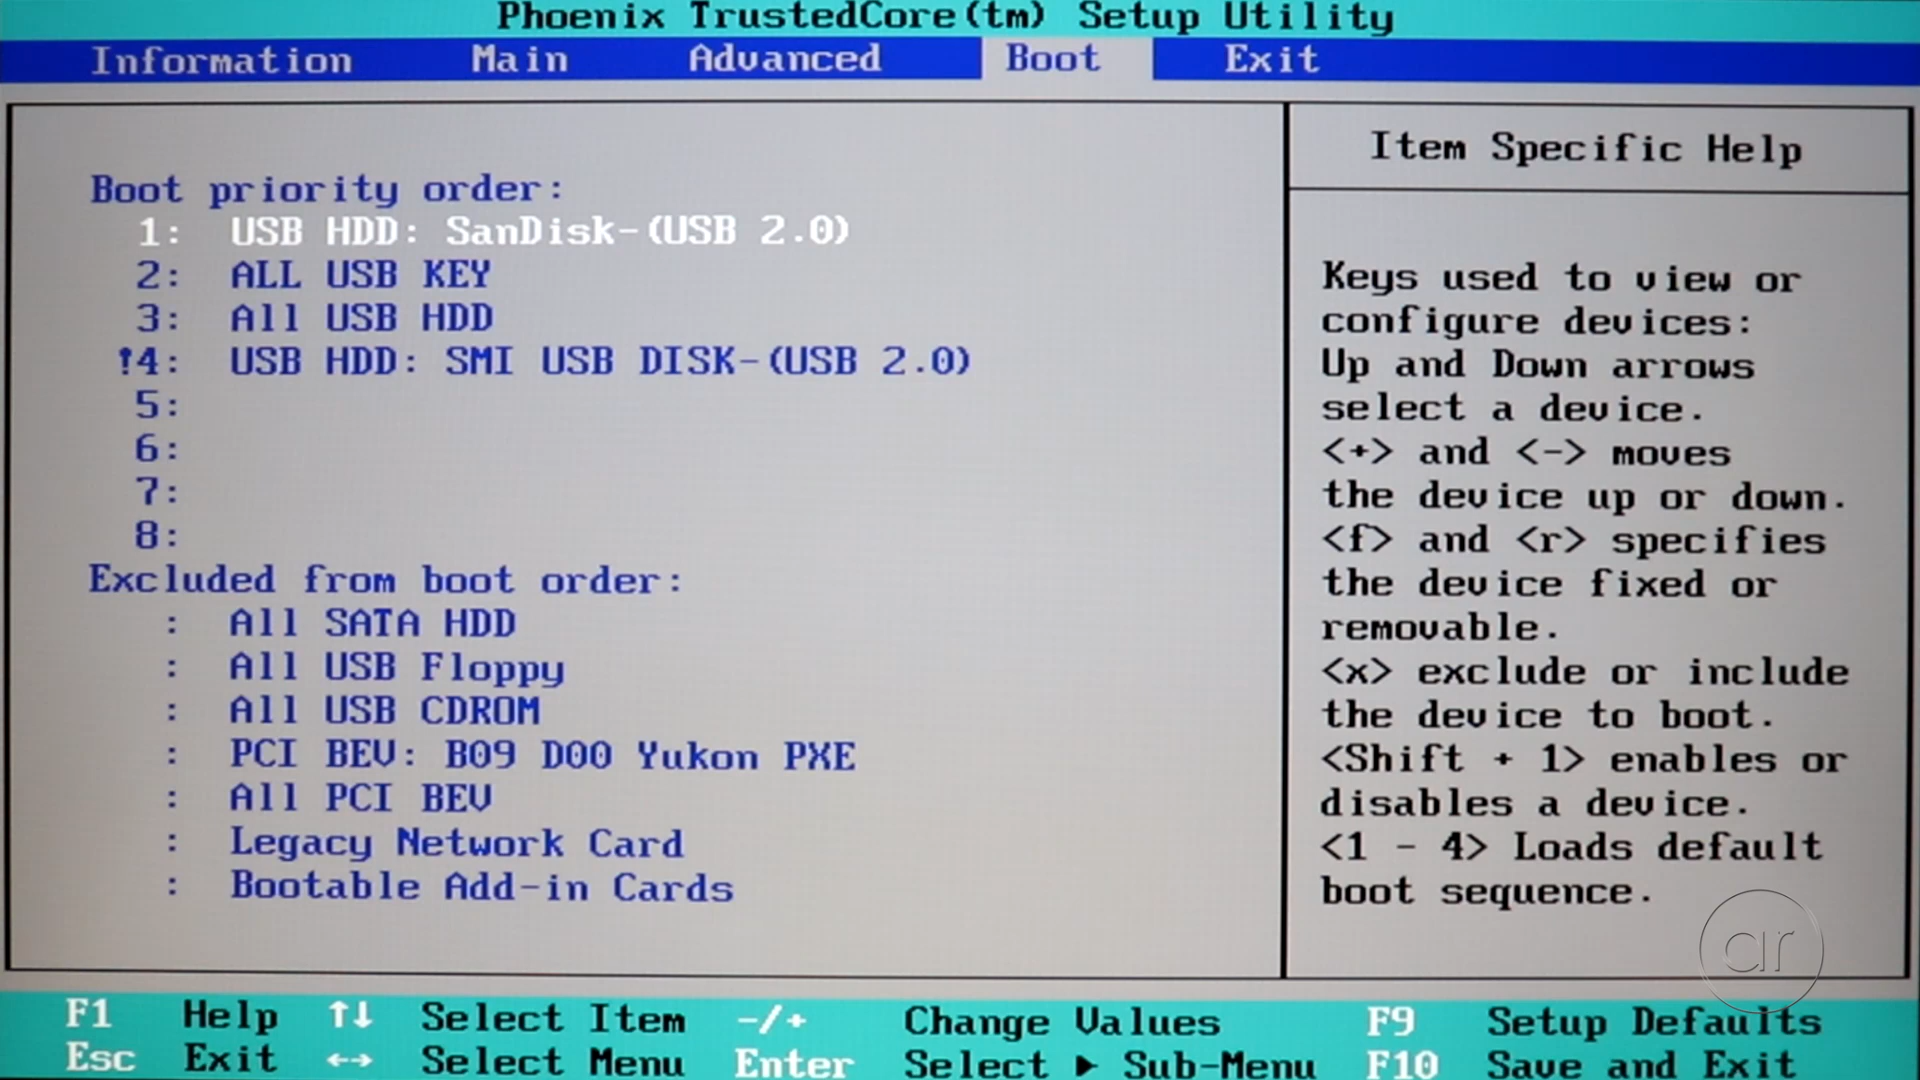 Phoenix TrustedCore(tm) Setup Utility
Information Main Advanced Boot Exit
Boot priority order:
1: USB HDD: SanDisk-(USB 2.0)
2: ALL USB KEY
3: All USB HDD
!4: USB HDD: SMI USB DISK-(USB 2.0)
5:
6:
7:
8:
Excluded from boot order:
: All SATA HDD
: All USB Floppy
: All USB CDROM
: PCI BEV: B09 D00 Yukon PXE
: All PCI BEV
: Legacy Network Card
: Bootable Add-in Cards
Item Specific Help
Keys used to view or
configure devices:
Up and Down arrows
select a device.
<+> and <-> moves
the device up or down.
<f> and <r> specifies
the device fixed or
removable.
<x> exclude or include
the device to boot.
<Shift + 1> enables or
disables a device.
<1 - 4> Loads default
boot sequence.
ar
F1 Help ↑↓ Select Item -/+ Change Values F9 Setup Defaults
Esc Exit ↔ Select Menu Enter Select ▶ Sub-Menu F10 Save and Exit